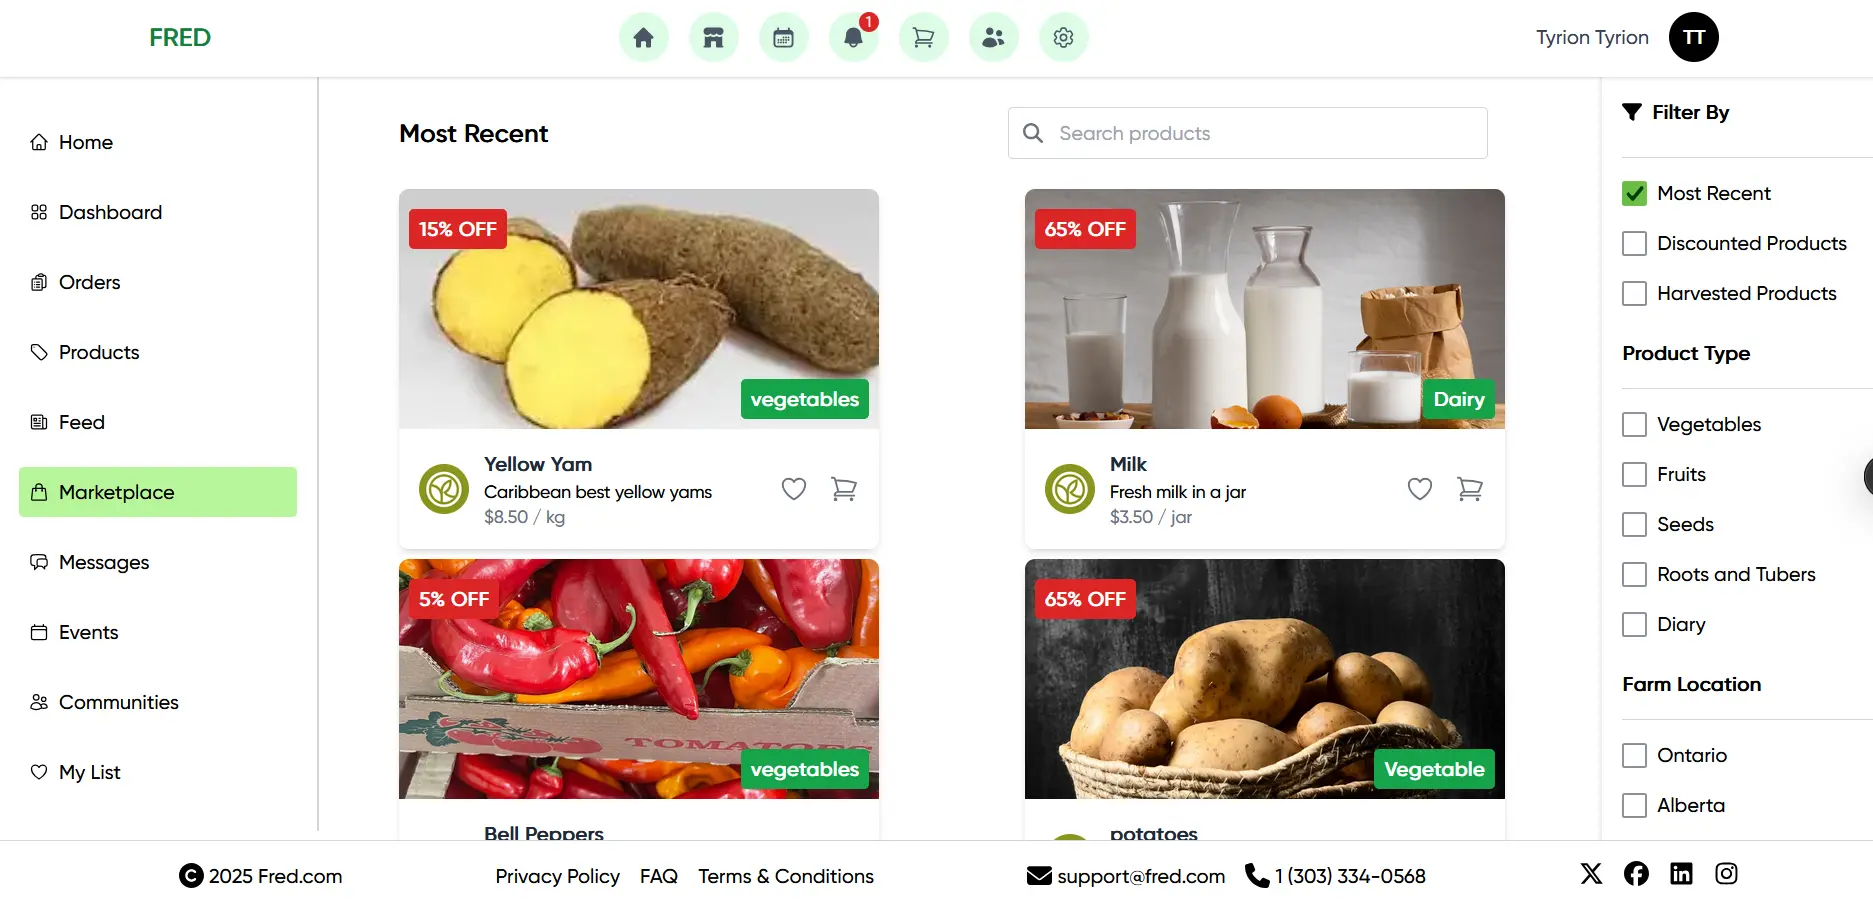 FRED
1
Tyrion Tyrion
TT
Home
Dashboard
Orders
Products
Feed
Marketplace
Messages
Events
Communities
My List
Most Recent
Search products
15% OFF
vegetables
Yellow Yam
Caribbean best yellow yams
$8.50 / kg
65% OFF
Dairy
Milk
Fresh milk in a jar
$3.50 / jar
5% OFF
TOMATOES
vegetables
Bell Peppers
65% OFF
Vegetable
potatoes
Filter By
Most Recent
Discounted Products
Harvested Products
Product Type
Vegetables
Fruits
Seeds
Roots and Tubers
Diary
Farm Location
Ontario
Alberta
© 2025 Fred.com
Privacy Policy FAQ Terms & Conditions
support@fred.com 1 (303) 334-0568